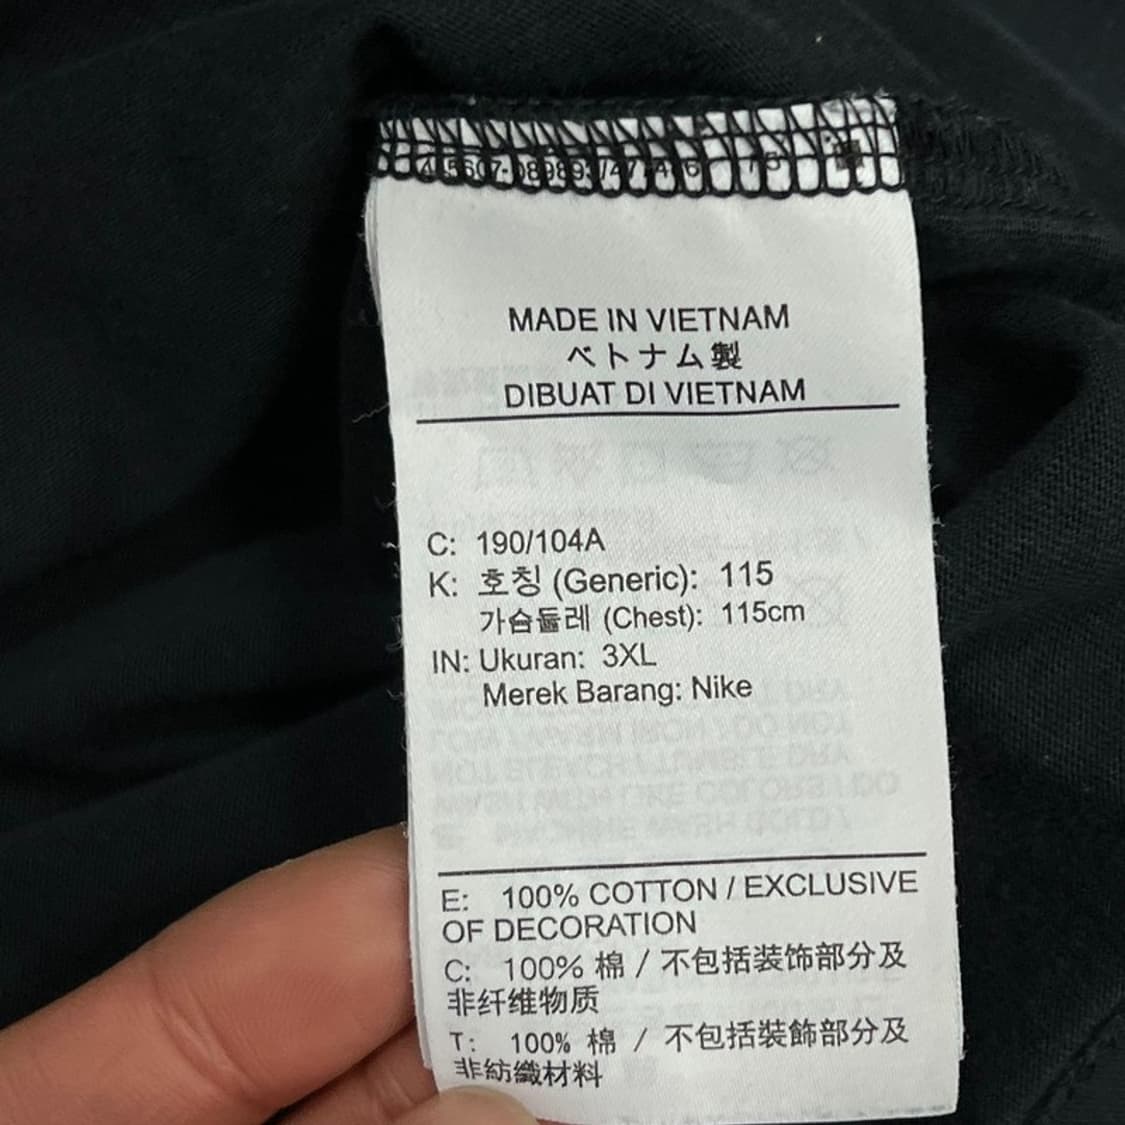 MADE IN VIETNAM
ベトナム製
DIBUAT DI VIETNAM
C: 190/104A
K: 호칭 (Generic): 115
가슴둘레 (Chest): 115cm
IN: Ukuran: 3XL
Merek Barang: Nike
E: 100% COTTON / EXCLUSIVE
OF DECORATION
C: 100% 棉 / 不包括装饰部分及
非纤维物质
T: 100% 棉 / 不包括裝飾部分及
非紡織材料